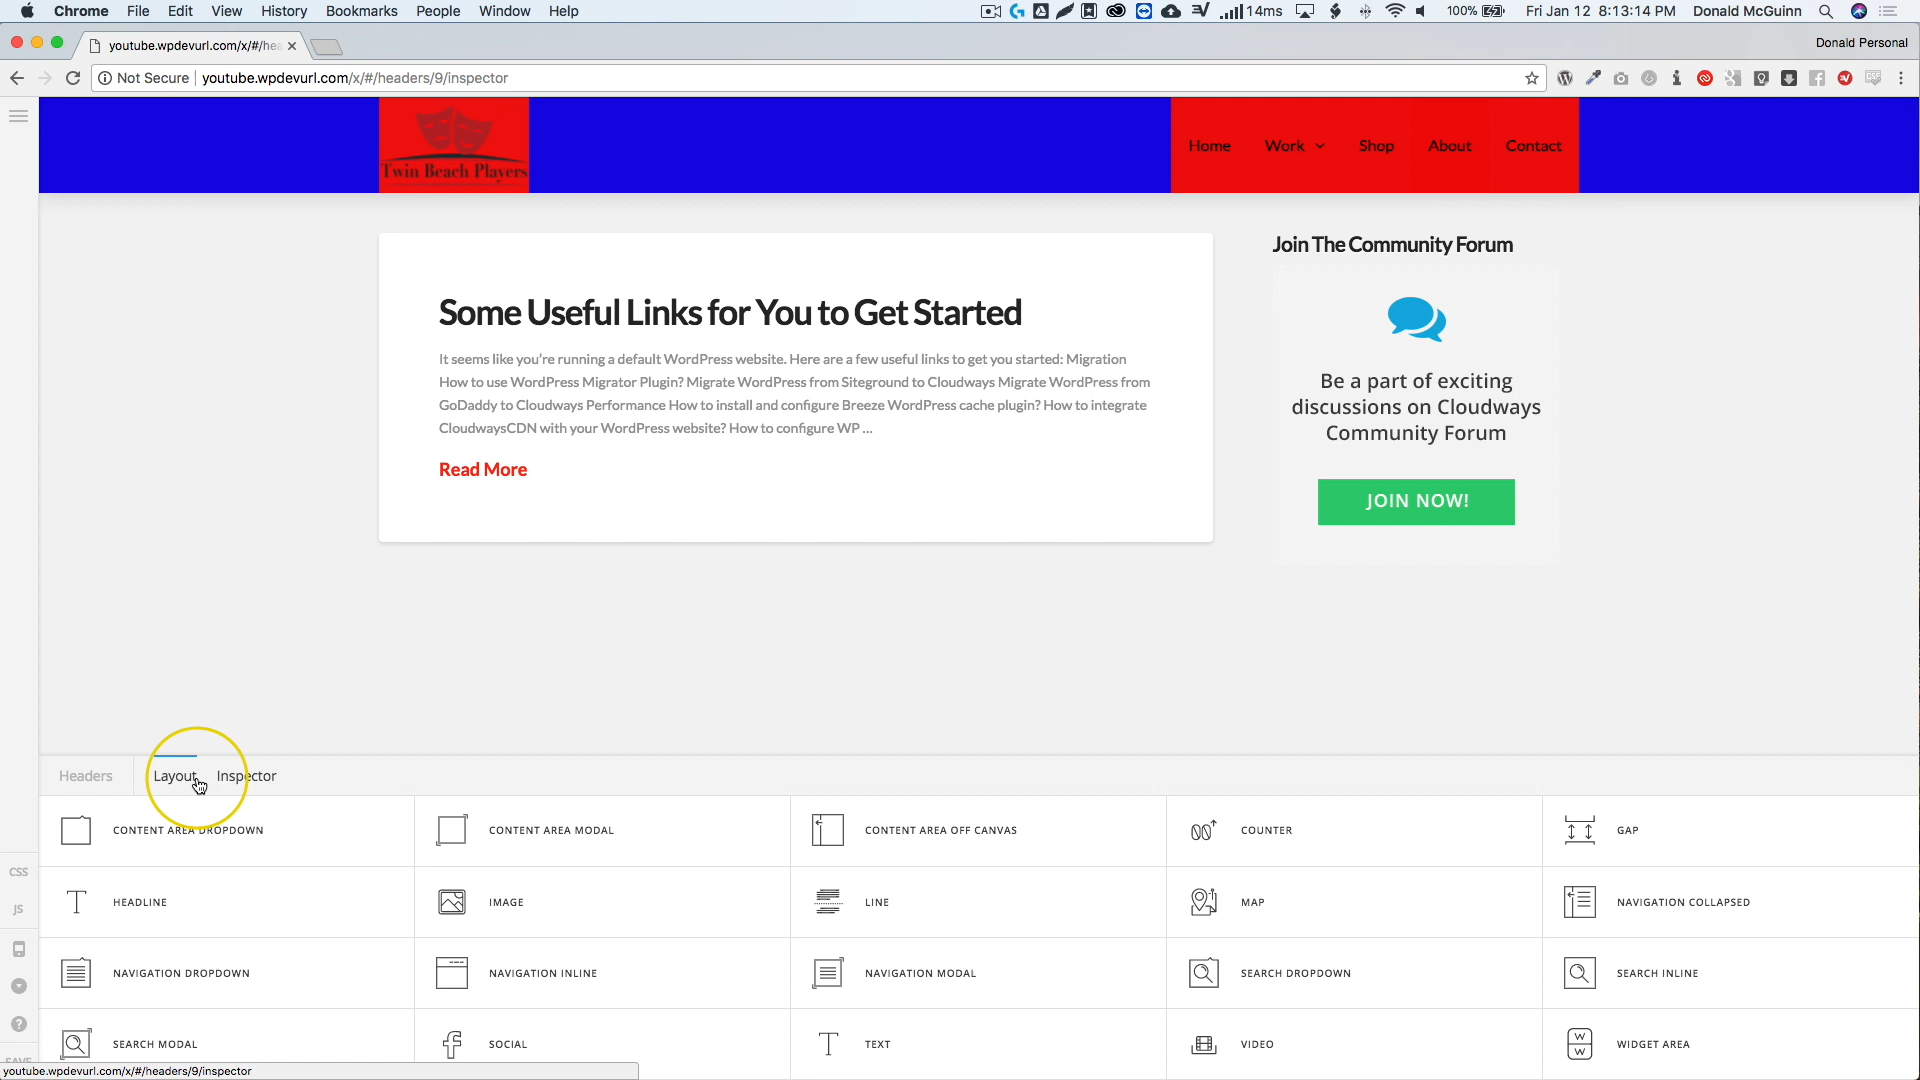 Chrome File Edit View History Bookmarks People Window Help 14ms 100% Fri Jan 12 8:13:14 PM Donald McGuinn
youtube.wpdevurl.com/x/#/hea Donald Personal
Not Secure youtube.wpdevurl.com/x/#/headers/9/inspector
Twin Beach Players
Home Work Shop About Contact
Join The Community Forum
Some Useful Links for You to Get Started
It seems like you're running a default WordPress website. Here are a few useful links to get you started: Migration
How to use WordPress Migrator Plugin? Migrate WordPress from Siteground to Cloudways Migrate WordPress from
GoDaddy to Cloudways Performance How to install and configure Breeze WordPress cache plugin? How to integrate
CloudwaysCDN with your WordPress website? How to configure WP ...
Read More
Be a part of exciting
discussions on Cloudways
Community Forum
JOIN NOW!
Headers Layout Inspector
CONTENT AREA DROPDOWN CONTENT AREA MODAL CONTENT AREA OFF CANVAS COUNTER GAP
CSS
HEADLINE IMAGE LINE MAP NAVIGATION COLLAPSED
JS
NAVIGATION DROPDOWN NAVIGATION INLINE NAVIGATION MODAL SEARCH DROPDOWN SEARCH INLINE
SEARCH MODAL SOCIAL TEXT VIDEO WIDGET AREA
SAVE
youtube.wpdevurl.com/x/#/headers/9/inspector